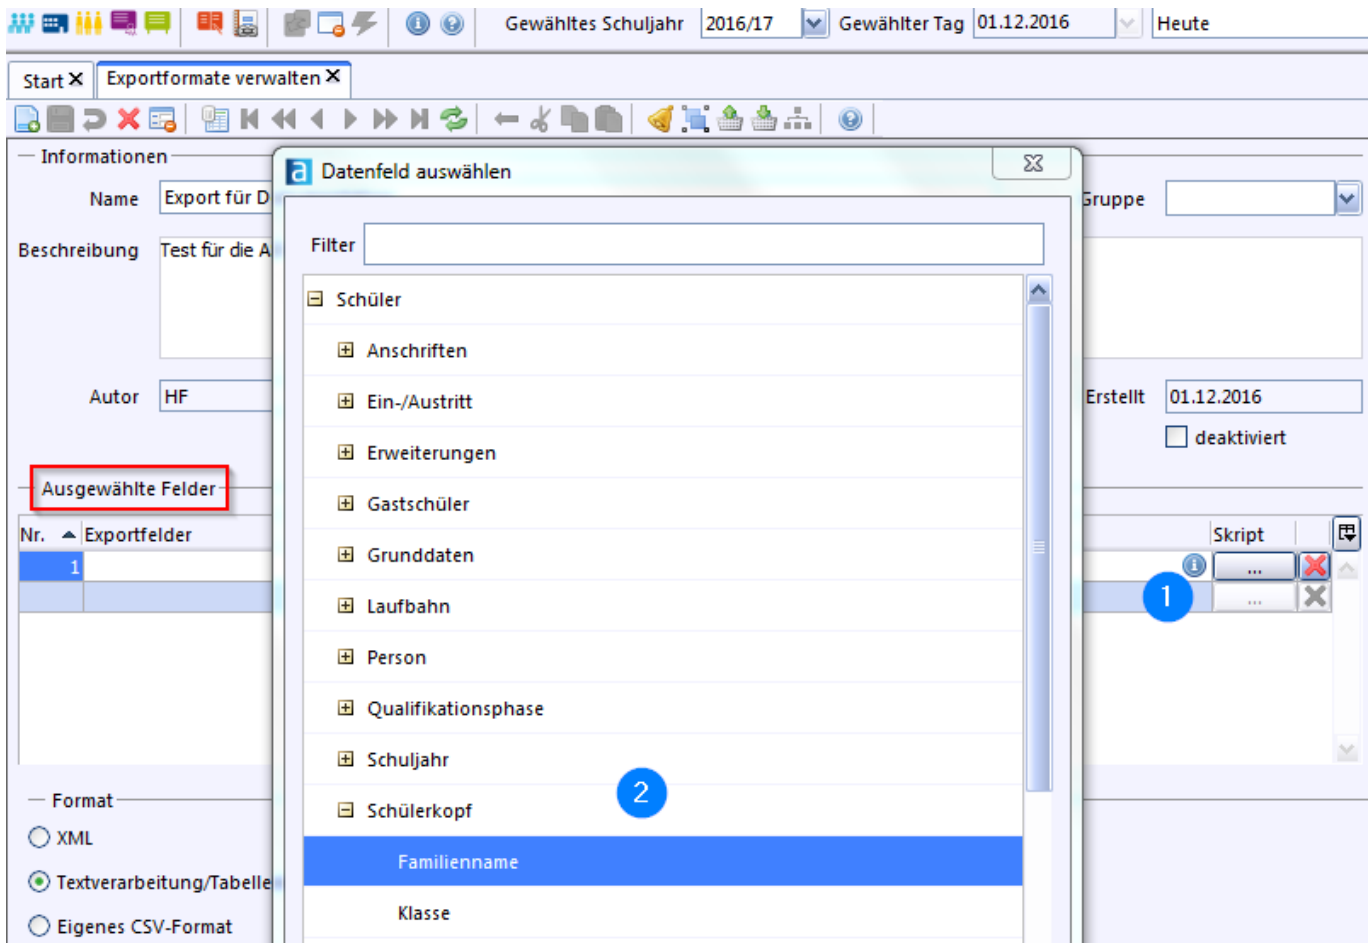 Gewähltes Schuljahr 2016/17 Gewählter Tag 01.12.2016 Heute
Start Exportformate verwalten
Informationen
Datenfeld auswählen
Name Export für D
Gruppe
Filter
Beschreibung Test für die A
Schüler
Anschriften
Ein-/Austritt
Autor HF
Erstellt 01.12.2016
deaktiviert
Erweiterungen
Ausgewählte Felder
Gastschüler
Nr. Exportfelder
Skript
Grunddaten
1
...
1
...
Laufbahn
Person
Qualifikationsphase
Schuljahr
2
Format
Schülerkopf
XML
Familienname
Textverarbeitung/Tabelle
Klasse
Eigenes CSV-Format